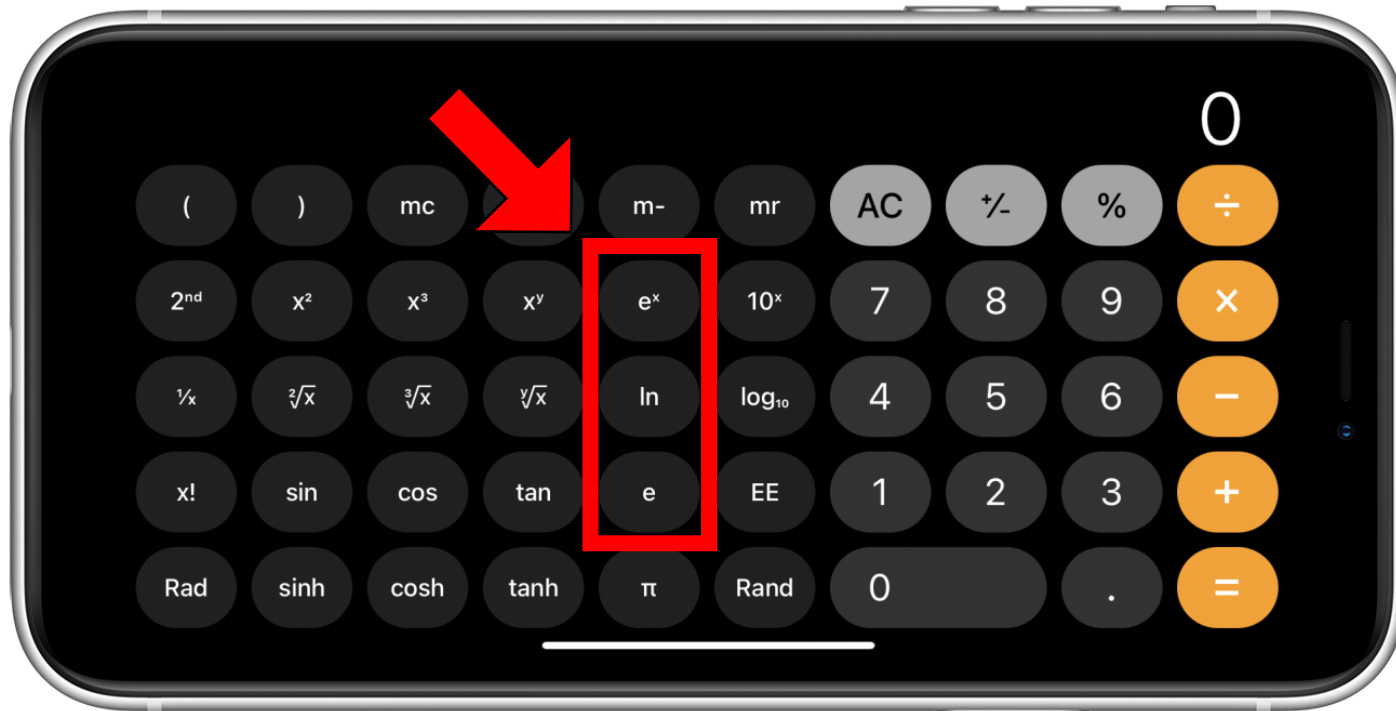 0
( ) mc m- mr AC ⁺⁄₋ % ÷
2ⁿᵈ x² x³ xʸ eˣ 10ˣ 7 8 9 ×
¹⁄ₓ ²√x ³√x ʸ√x ln log₁₀ 4 5 6 −
x! sin cos tan e EE 1 2 3 +
Rad sinh cosh tanh π Rand 0 . =